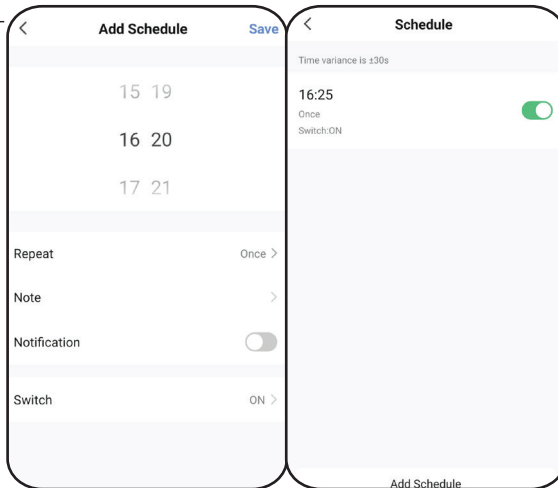 Add Schedule Save
15 19
16 20
17 21
Repeat Once >
Note >
Notification
Switch ON >
Schedule
Time variance is ±30s
16:25
Once
Switch:ON
Add Schedule